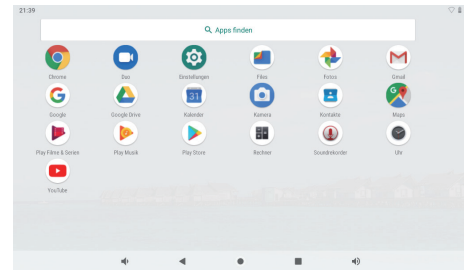 21:39
Apps finden
Chrome Duo Einstellungen Files Fotos Gmail
31
Google Google Drive Kalender Kamera Kontakte Maps
Play Filme & Serien Play Musik Play Store Rechner Soundrekorder Uhr
YouTube